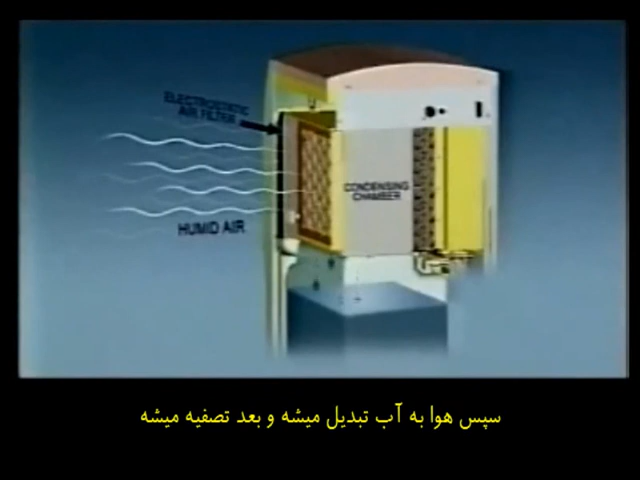 ELECTROSTATIC
AIR FILTER
CONDENSING
CHAMBER
HUMID AIR
سپس هوا به آب تبدیل میشه و بعد تصفیه میشه